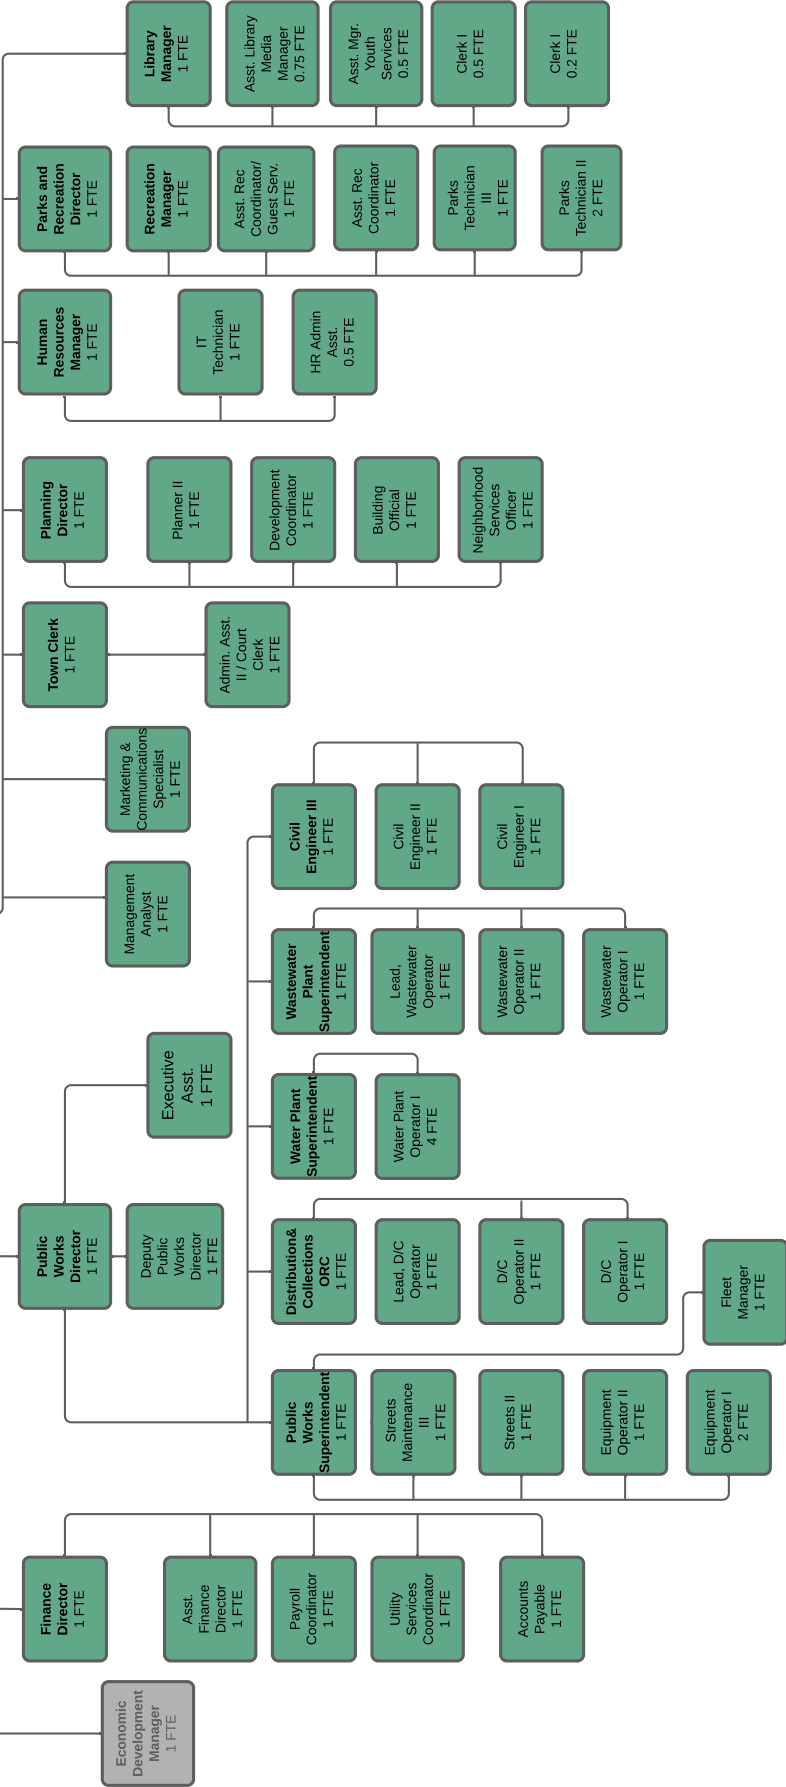 Economic
Development
Manager
1 FTE
Finance
Director
1 FTE
Asst.
Finance
Director
1 FTE
Payroll
Coordinator
1 FTE
Utility
Services
Coordinator
1 FTE
Accounts
Payable
1 FTE
Public
Works
Director
1 FTE
Deputy
Public
Works
Director
1 FTE
Executive
Asst.
1 FTE
Public
Works
Superintendent
1 FTE
Streets
Maintenance
III
1 FTE
Streets II
1 FTE
Equipment
Operator II
1 FTE
Equipment
Operator I
2 FTE
Fleet
Manager
1 FTE
Distribution&
Collections
ORC
1 FTE
Lead, D/C
Operator
1 FTE
D/C
Operator II
1 FTE
D/C
Operator I
1 FTE
Water Plant
Superintendent
1 FTE
Water Plant
Operator I
4 FTE
Wastewater
Plant
Superintendent
1 FTE
Lead,
Wastewater
Operator
1 FTE
Wastewater
Operator II
1 FTE
Wastewater
Operator I
1 FTE
Civil
Engineer III
1 FTE
Civil
Engineer II
1 FTE
Civil
Engineer I
1 FTE
Management
Analyst
1 FTE
Marketing &
Communications
Specialist
1 FTE
Town Clerk
1 FTE
Admin. Asst.
II / Court
Clerk
1 FTE
Planning
Director
1 FTE
Planner II
1 FTE
Development
Coordinator
1 FTE
Building
Official
1 FTE
Neighborhood
Services
Officer
1 FTE
Human
Resources
Manager
1 FTE
IT
Technician
1 FTE
HR Admin
Asst.
0.5 FTE
Parks and
Recreation
Director
1 FTE
Recreation
Manager
1 FTE
Asst. Rec
Coordinator/
Guest Serv.
1 FTE
Asst. Rec
Coordinator
1 FTE
Parks
Technician
III
1 FTE
Parks
Technician II
2 FTE
Library
Manager
1 FTE
Asst. Library
Media
Manager
0.75 FTE
Asst. Mgr.
Youth
Services
0.5 FTE
Clerk I
0.5 FTE
Clerk I
0.2 FTE